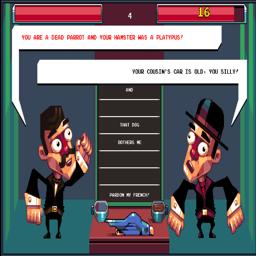 4
16
YOU ARE A DEAD PARROT AND YOUR HAMSTER WAS A PLATYPUS!
YOUR COUSIN'S CAR IS OLD, YOU SILLY!
AND
THAT DOG
BOTHERS ME
PARDON MY FRENCH!